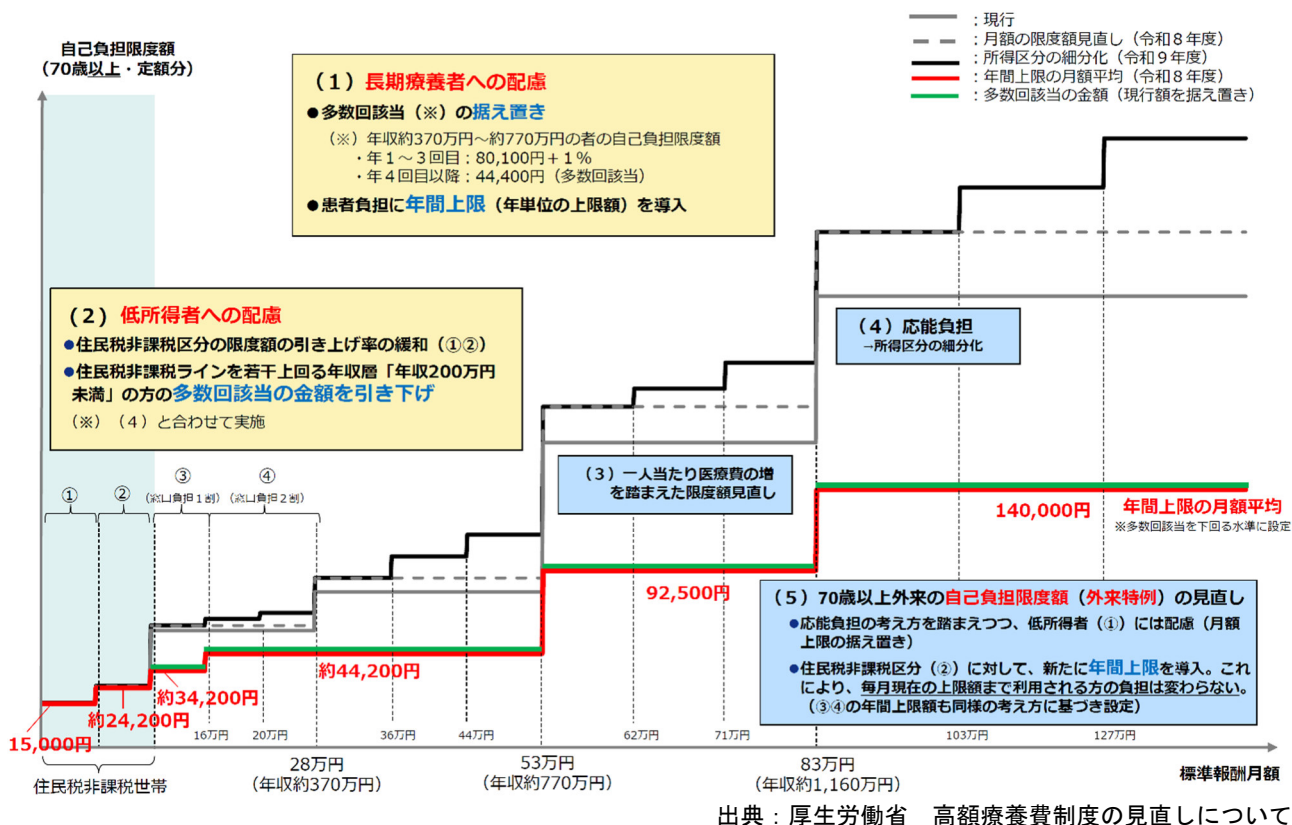 ：現行
：月額の限度額見直し（令和８年度）
：所得区分の細分化（令和９年度）
：年間上限の月額平均（令和８年度）
：多数回該当の金額（現行額を据え置き）
自己負担限度額
（70歳以上・定額分）
（１）長期療養者への配慮
●多数回該当（※）の据え置き
（※）年収約370万円～約770万円の者の自己負担限度額
・年１～３回目：80,100円＋１％
・年４回目以降：44,400円（多数回該当）
●患者負担に年間上限（年単位の上限額）を導入
（２）低所得者への配慮
●住民税非課税区分の限度額の引き上げ率の緩和（①②）
●住民税非課税ラインを若干上回る年収層「年収200万円
未満」の方の多数回該当の金額を引き下げ
（※）（４）と合わせて実施
（４）応能負担
→所得区分の細分化
（３）一人当たり医療費の増
を踏まえた限度額見直し
①
②
③
（窓口負担１割）
④
（窓口負担２割）
140,000円
年間上限の月額平均
※多数回該当を下回る水準に設定
92,500円
約44,200円
約34,200円
約24,200円
15,000円
（５）70歳以上外来の自己負担限度額（外来特例）の見直し
●応能負担の考え方を踏まえつつ、低所得者（①）には配慮（月額
上限の据え置き）
●住民税非課税区分（②）に対して、新たに年間上限を導入。これ
により、毎月現在の上限額まで利用される方の負担は変わらない。
（③④の年間上限額も同様の考え方に基づき設定）
16万円
20万円
36万円
44万円
62万円
71万円
103万円
127万円
住民税非課税世帯
28万円
（年収約370万円）
53万円
（年収約770万円）
83万円
（年収約1,160万円）
標準報酬月額
出典：厚生労働省　高額療養費制度の見直しについて